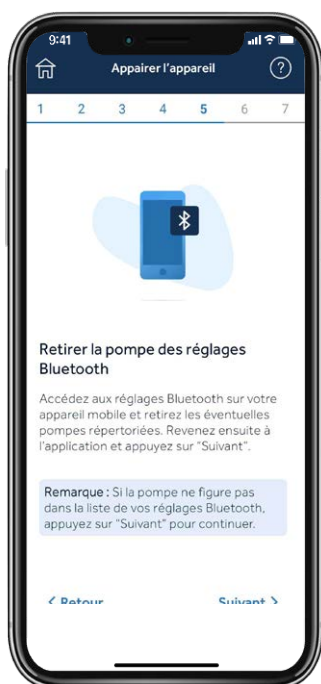 9:41
Appairer l'appareil
?
1 2 3 4 5 6 7
Retirer la pompe des réglages
Bluetooth
Accédez aux réglages Bluetooth sur votre
appareil mobile et retirez les éventuelles
pompes répertoriées. Revenez ensuite à
l'application et appuyez sur "Suivant".
Remarque : Si la pompe ne figure pas
dans la liste de vos réglages Bluetooth,
appuyez sur "Suivant" pour continuer.
< Retour Suivant >